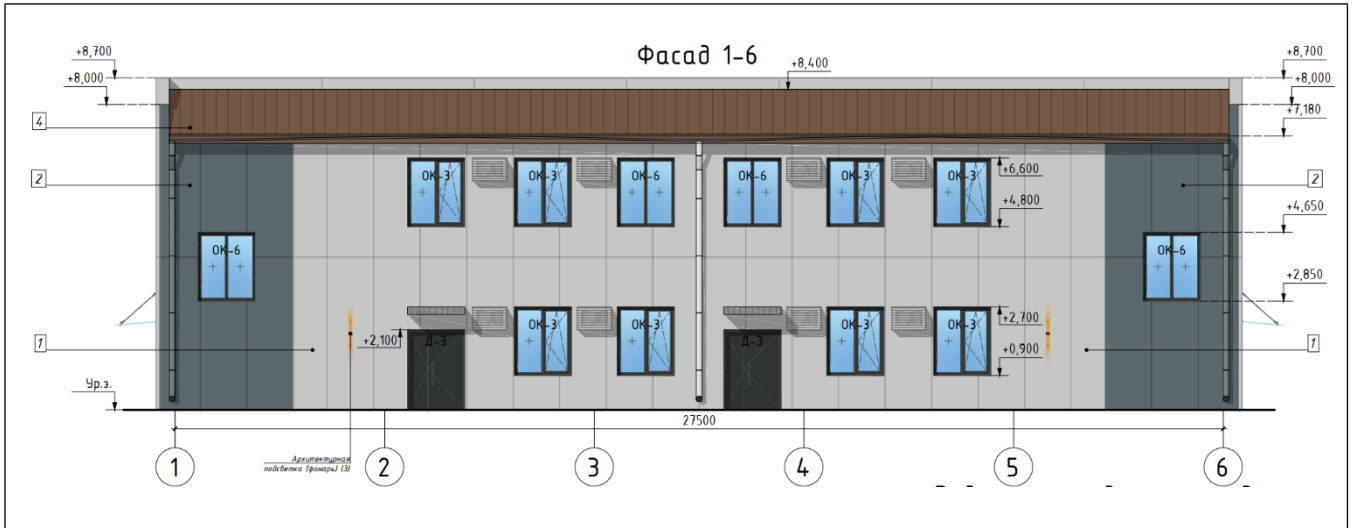 Фасад 1-6
+8,700
+8,400
+8,700
+8,000
+8,000
+7,180
4
2
ОК-3
ОК-3
ОК-6
ОК-6
ОК-3
ОК-3
+6,600
2
+4,800
+4,650
ОК-6
ОК-6
+2,850
ОК-3
ОК-3
ОК-3
ОК-3
+2,700
1
+2,100
Д-3
Д-3
+0,900
1
Ур.з.
27500
Архитектурная
подсветка (фонарь) (3)
1
2
3
4
5
6